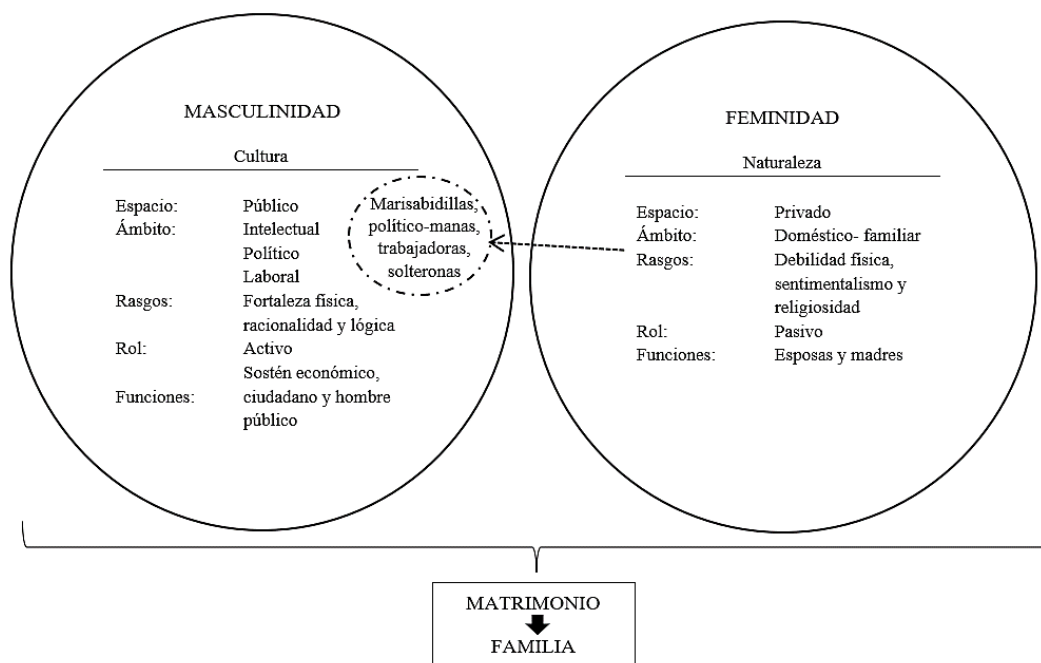 MASCULINIDAD
Cultura
Espacio: Público
Ámbito: Intelectual
Político
Laboral
Rasgos: Fortaleza física,
racionalidad y lógica
Rol: Activo
Sostén económico,
Funciones: ciudadano y hombre
público
Marisabidillas,
político-manas,
trabajadoras,
solteronas
FEMINIDAD
Naturaleza
Espacio: Privado
Ámbito: Doméstico- familiar
Rasgos: Debilidad física,
sentimentalismo y
religiosidad
Rol: Pasivo
Funciones: Esposas y madres
MATRIMONIO
FAMILIA